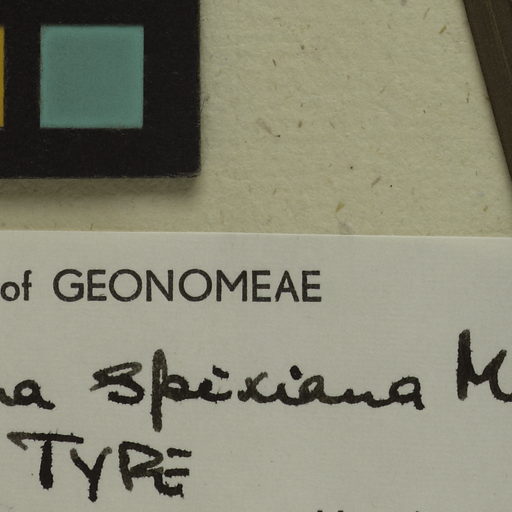 of GEONOMEAE
na spixiana M
TYPE